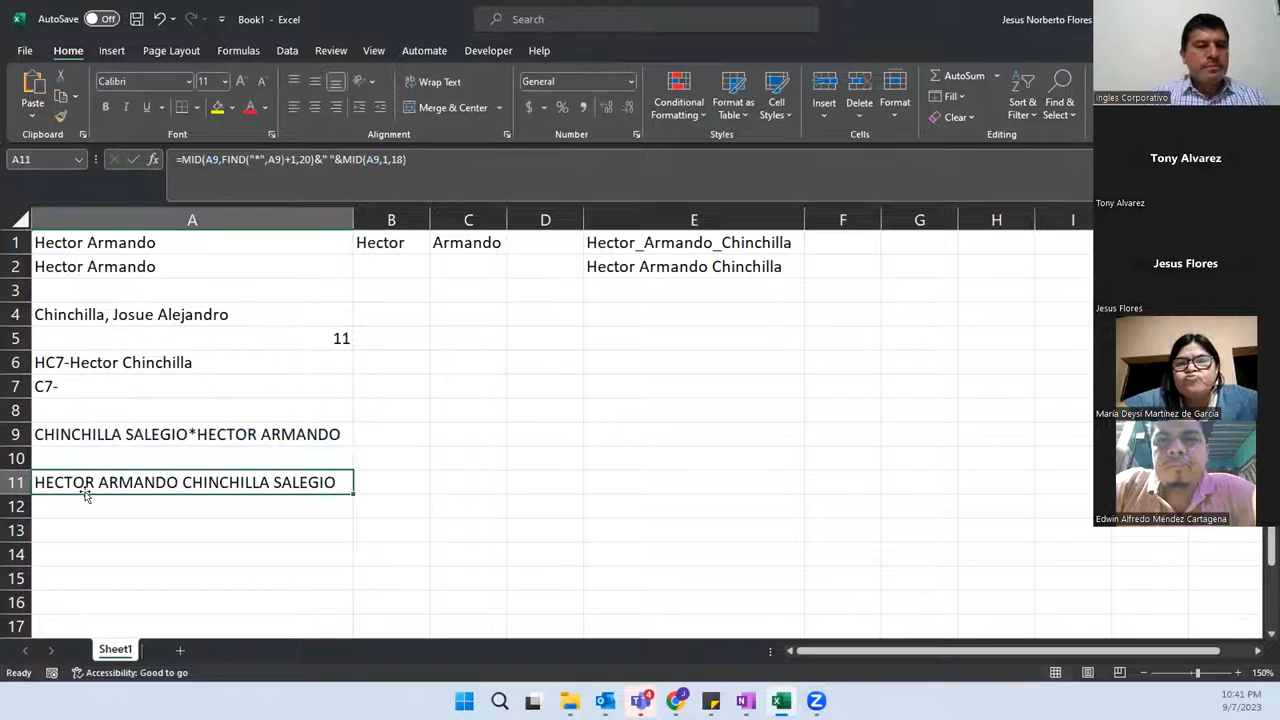 AutoSave Off Book1 - Excel Search Jesus Norberto Flores
File Home Insert Page Layout Formulas Data Review View Automate Developer Help
Paste Calibri 11 Wrap Text General Conditional Formatting Format as Table Cell Styles Insert Delete Format AutoSum Fill Clear Sort & Filter Find & Select
B I U Merge & Center $ % 9
Clipboard Font Alignment Number Styles Cells Editing
A11 fx =MID(A9,FIND("*",A9)+1,20)&" "&MID(A9,1,18)
A B C D E F G H I
1 Hector Armando Hector Armando Hector_Armando_Chinchilla
2 Hector Armando Hector Armando Chinchilla
3
4 Chinchilla, Josue Alejandro
5 11
6 HC7-Hector Chinchilla
7 C7-
8
9 CHINCHILLA SALEGIO*HECTOR ARMANDO
10
11 HECTOR ARMANDO CHINCHILLA SALEGIO
12
13
14
15
16
17
Sheet1
Ready Accessibility: Good to go 150%
10:41 PM
9/7/2023
Ingles Corporativo
Tony Alvarez
Tony Alvarez
Jesus Flores
Jesus Flores
María Deysi Martínez de García
Edwin Alfredo Méndez Cartagena